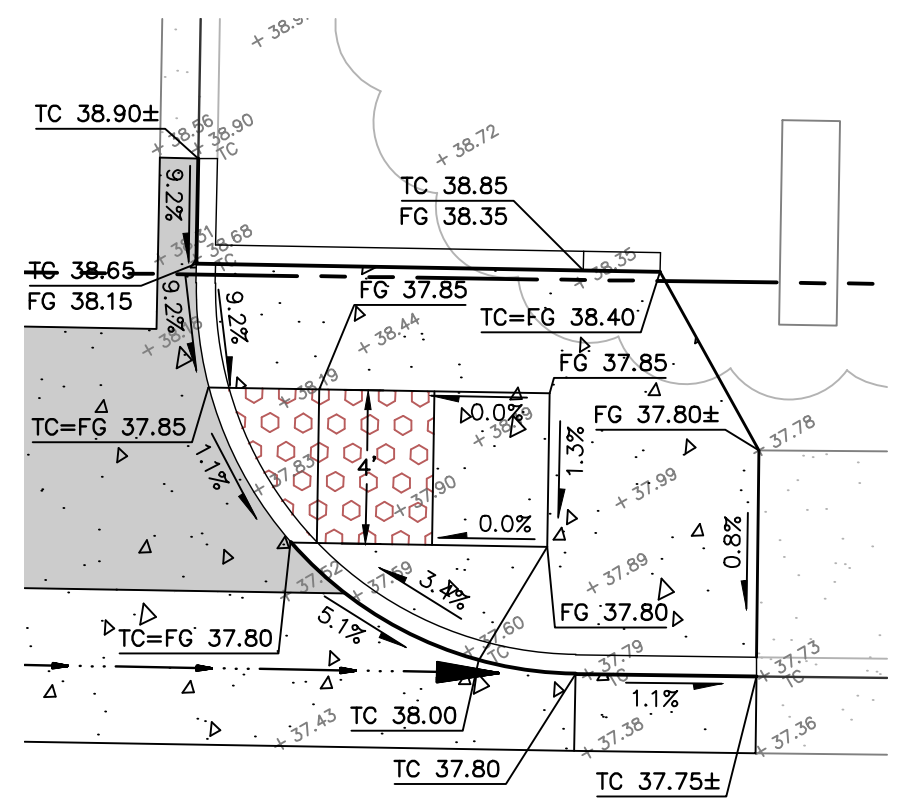 + 38.9
TC 38.90±
+ 38.56
+ 38.90
TC
+ 38.72
9.2%
TC 38.85
FG 38.35
+ 38.31
+ 38.68
TC
TC 38.65
FG 38.15
+ 38.35
9.2%
9.2%
FG 37.85
TC=FG 38.40
+ 38.44
FG 37.85
+ 38.19
0.0%
FG 37.80±
+ 37.78
TC=FG 37.85
1.1%
4'
1.3%
+ 37.83
+ 37.90
+ 37.99
0.0%
0.8%
+ 37.52
+ 37.59
3.4%
+ 37.89
FG 37.80
TC=FG 37.80
5.1%
+ 37.60
TC
+ 37.79
TC
+ 37.73
TC
1.1%
TC 38.00
+ 37.43
+ 37.38
+ 37.36
TC 37.80
TC 37.75±